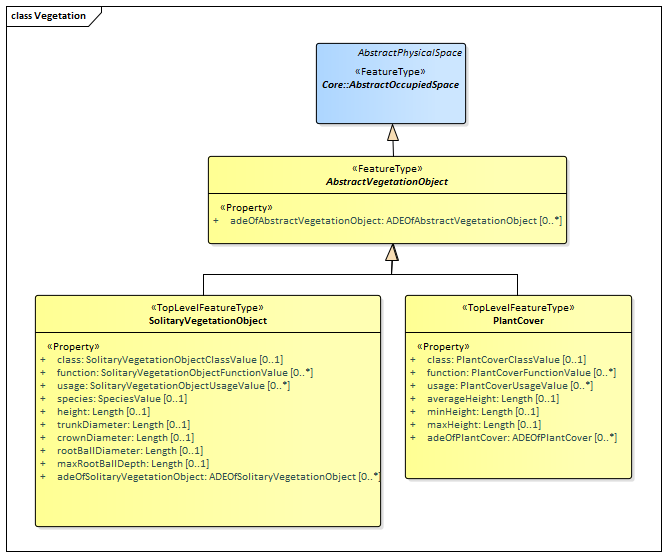 class Vegetation
AbstractPhysicalSpace
«FeatureType»
Core::AbstractOccupiedSpace
«FeatureType»
AbstractVegetationObject
«Property»
+ adeOfAbstractVegetationObject: ADEOfAbstractVegetationObject [0..*]
«TopLevelFeatureType»
SolitaryVegetationObject
«Property»
+ class: SolitaryVegetationObjectClassValue [0..1]
+ function: SolitaryVegetationObjectFunctionValue [0..*]
+ usage: SolitaryVegetationObjectUsageValue [0..*]
+ species: SpeciesValue [0..1]
+ height: Length [0..1]
+ trunkDiameter: Length [0..1]
+ crownDiameter: Length [0..1]
+ rootBallDiameter: Length [0..1]
+ maxRootBallDepth: Length [0..1]
+ adeOfSolitaryVegetationObject: ADEOfSolitaryVegetationObject [0..*]
«TopLevelFeatureType»
PlantCover
«Property»
+ class: PlantCoverClassValue [0..1]
+ function: PlantCoverFunctionValue [0..*]
+ usage: PlantCoverUsageValue [0..*]
+ averageHeight: Length [0..1]
+ minHeight: Length [0..1]
+ maxHeight: Length [0..1]
+ adeOfPlantCover: ADEOfPlantCover [0..*]